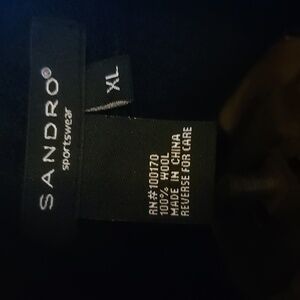 SANDRO®
sportswear
XL
RN#100170
100% WOOL
MADE IN CHINA
REVERSE FOR CARE